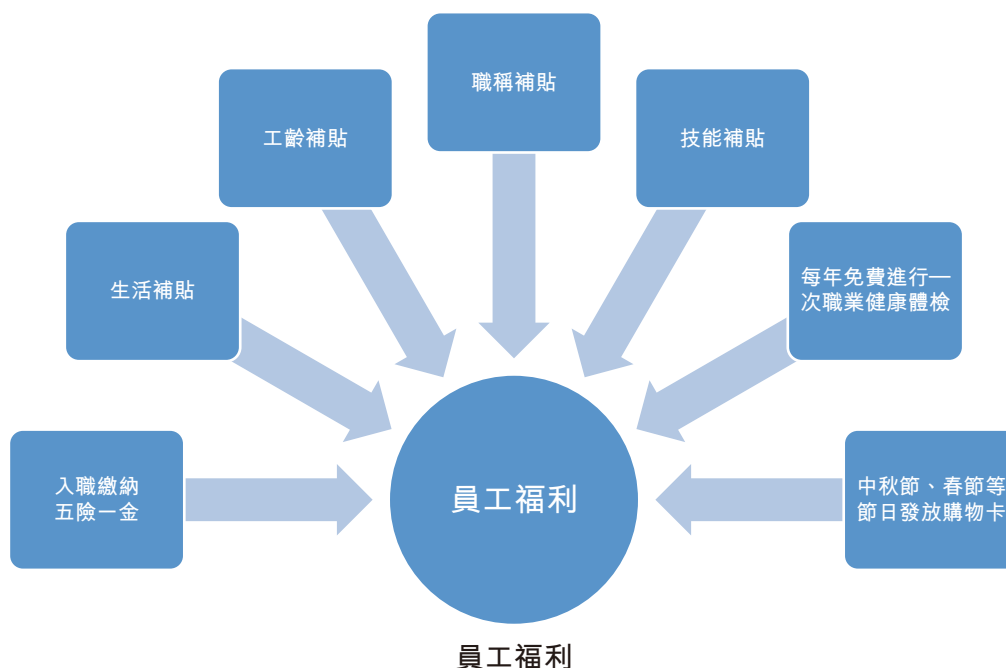 職稱補貼
工齡補貼
技能補貼
生活補貼
每年免費進行一
次職業健康體檢
入職繳納
五險一金
員工福利
中秋節、春節等
節日發放購物卡
員工福利